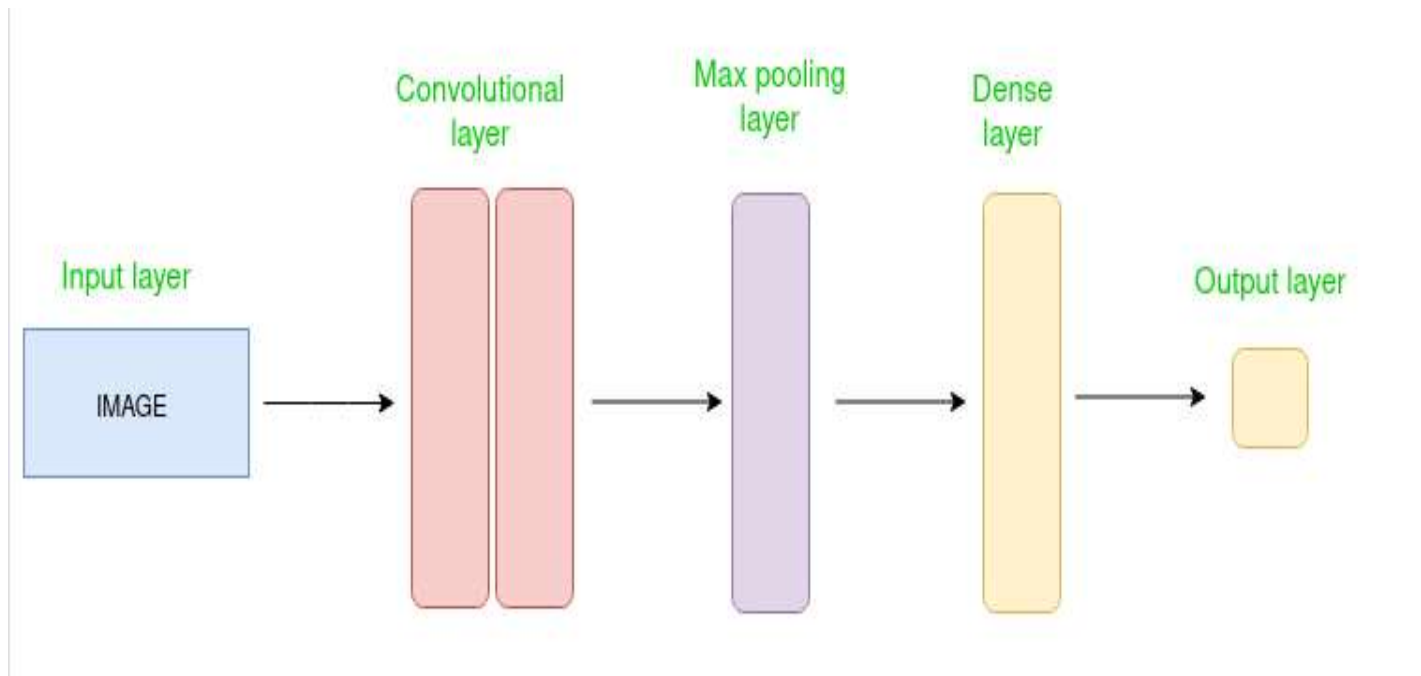 Convolutional
layer
Max pooling
layer
Dense
layer
Input layer
Output layer
IMAGE